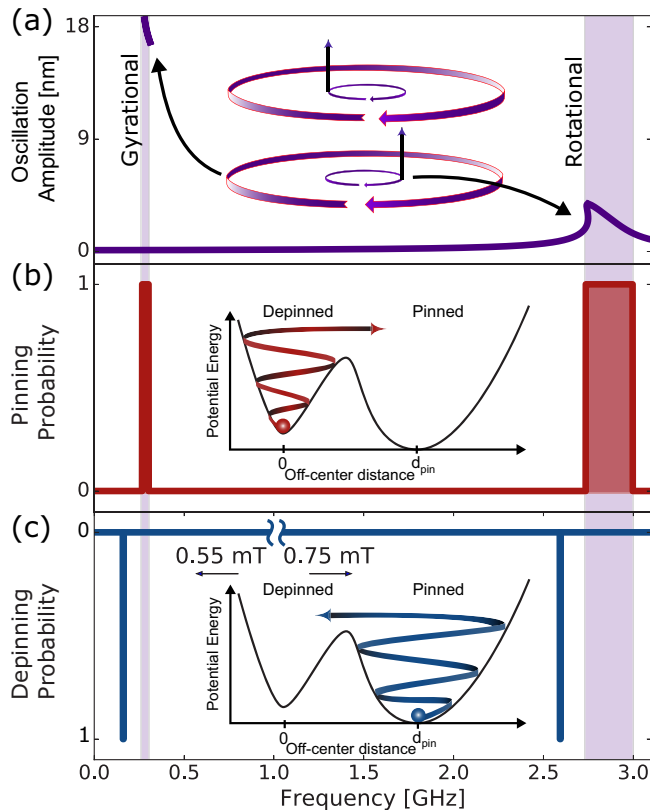 (a)
18
9
0
Oscillation
Amplitude [nm]
Gyrational
Rotational
(b)
1
0
Pinning
Probability
Depinned
Pinned
Potential Energy
0
d_pin
Off-center distance
(c)
0
1
Depinning
Probability
0.55 mT
0.75 mT
Depinned
Pinned
Potential Energy
0
d_pin
Off-center distance
0.0
0.5
1.0
1.5
2.0
2.5
3.0
Frequency [GHz]